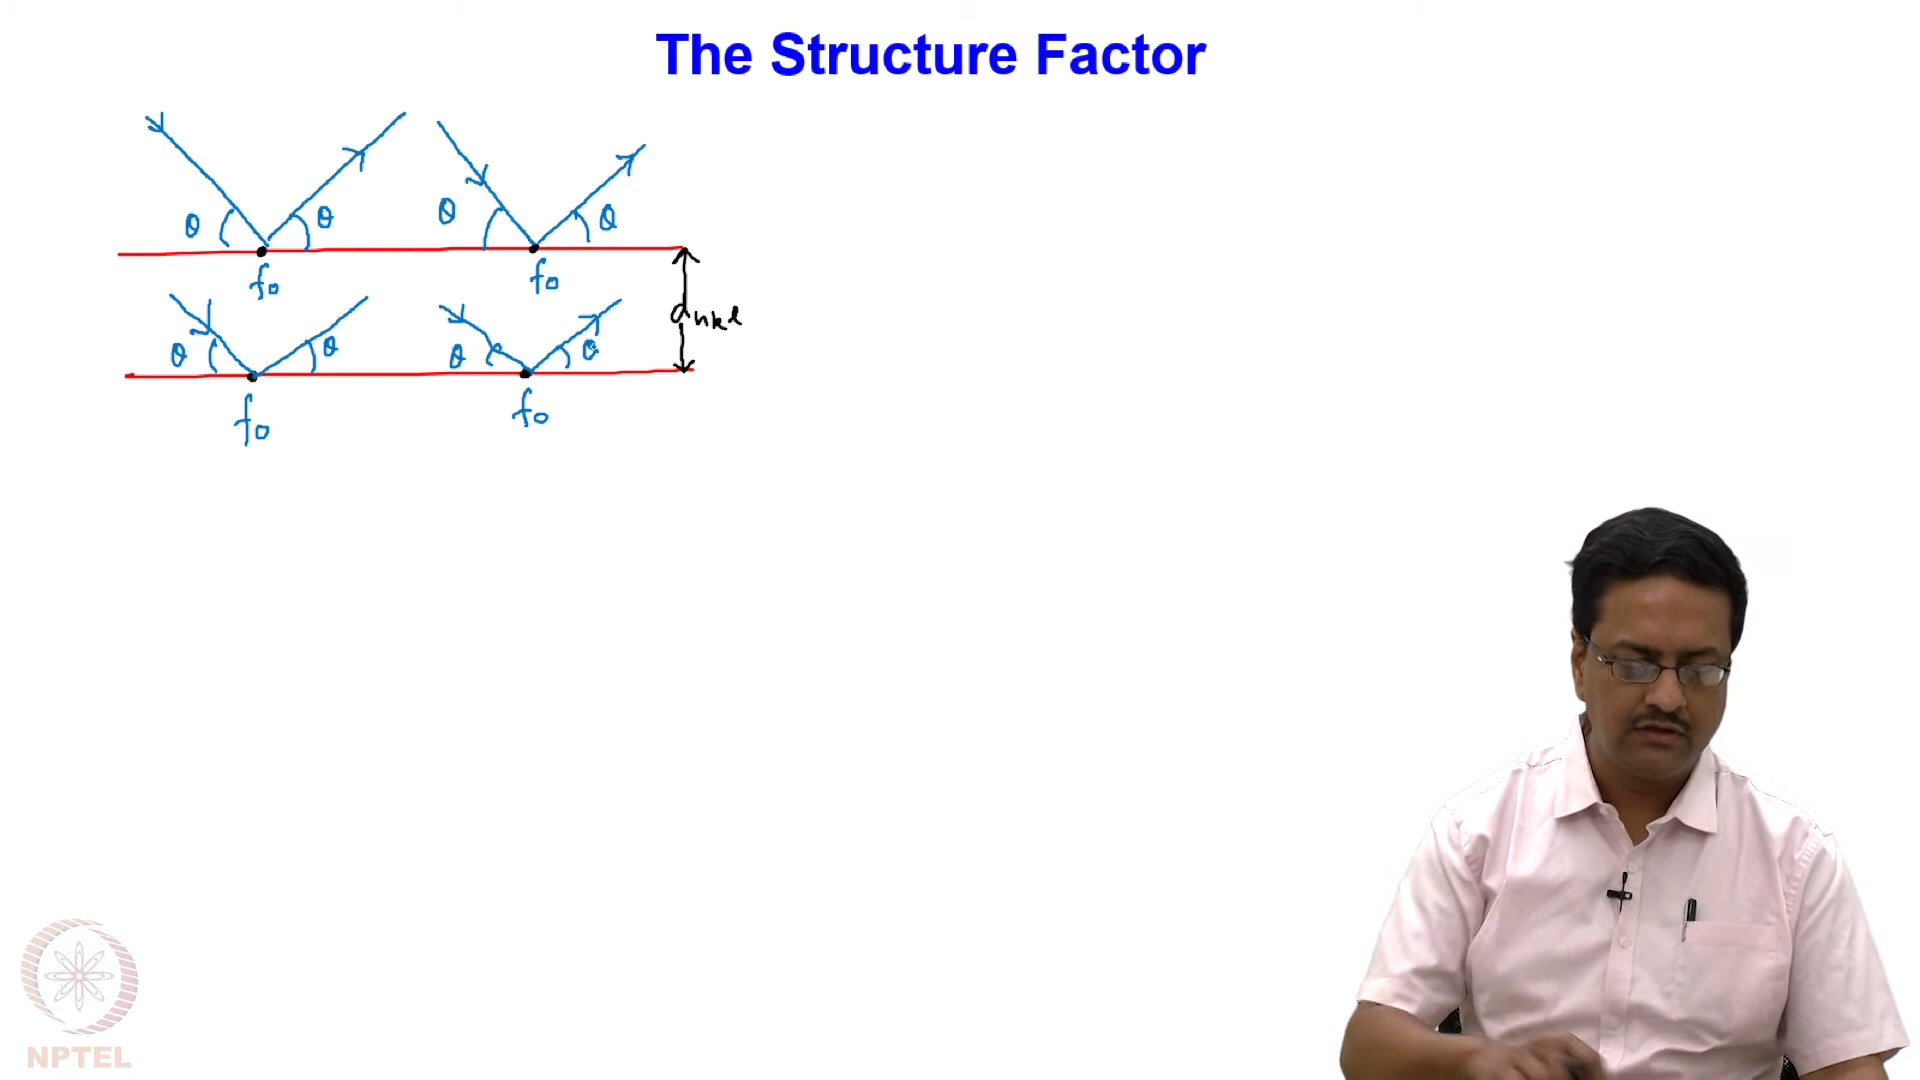 The Structure Factor
θ θ θ θ
f₀ f₀
d_hkl
θ θ θ θ
f₀ f₀
NPTEL